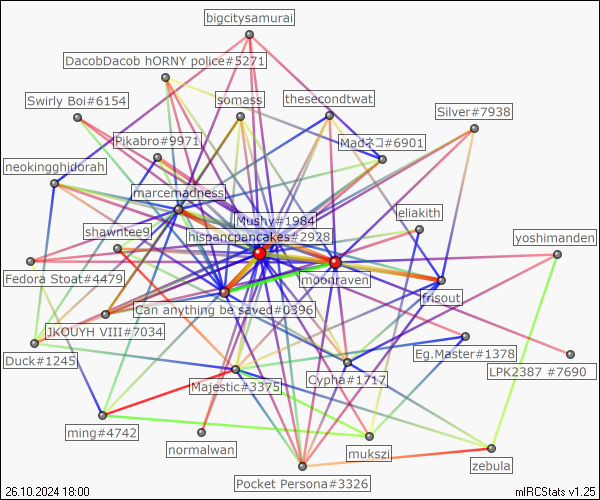 bigcitysamurai
DacobDacob hORNY police#5271
Swirly Boi#6154
somass
thesecondtwat
Silver#7938
Pikabro#9971
Madネコ#6901
neokingghidorah
marcemadness
Mushy#1984
eliakith
shawntee9
hispancpancakes#2928
yoshimanden
Fedora Stoat#4479
moonraven
frisout
Can anything be saved#0396
JKOUYH VIII#7034
Duck#1245
Eg.Master#1378
LPK2387 #7690
Majestic#3375
Cypha#1717
ming#4742
normalwan
mukszi
zebula
Pocket Persona#3326
26.10.2024 18:00
mIRCStats v1.25